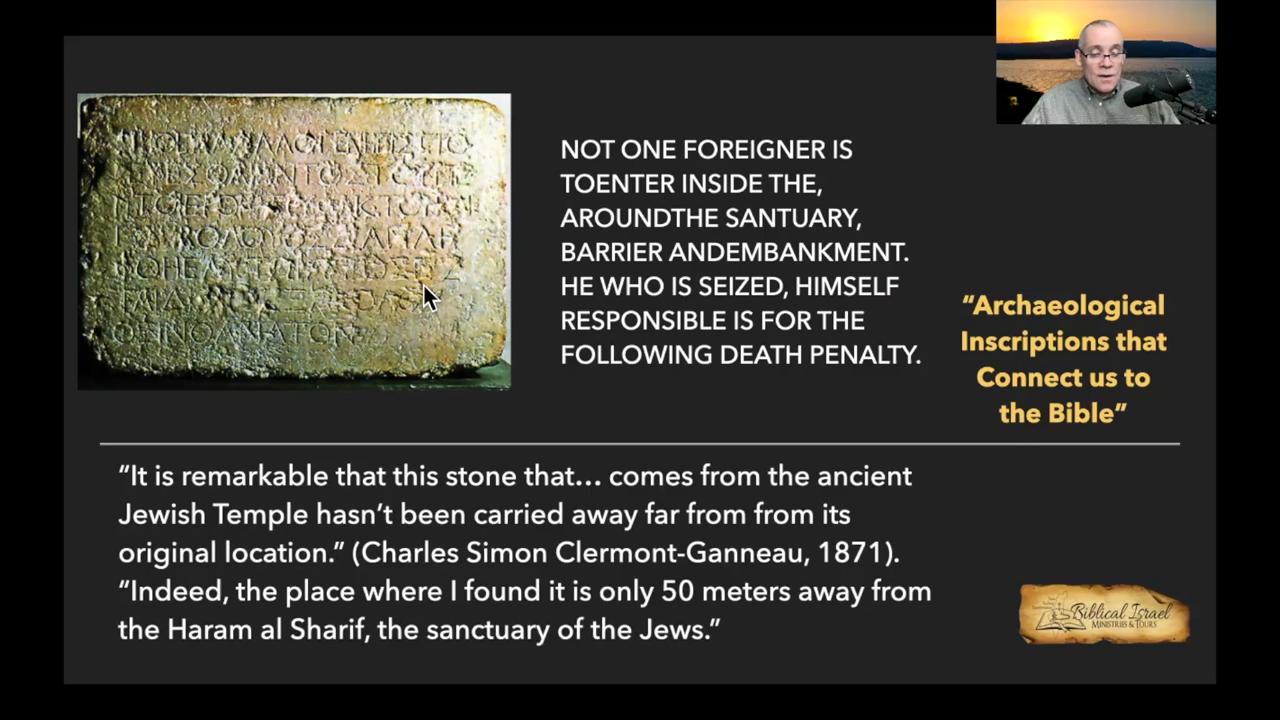 NOT ONE FOREIGNER IS
TOENTER INSIDE THE,
AROUNDTHE SANTUARY,
BARRIER ANDEMBANKMENT.
HE WHO IS SEIZED, HIMSELF
RESPONSIBLE IS FOR THE
FOLLOWING DEATH PENALTY.
“Archaeological
Inscriptions that
Connect us to
the Bible”
“It is remarkable that this stone that… comes from the ancient
Jewish Temple hasn’t been carried away far from from its
original location.” (Charles Simon Clermont-Ganneau, 1871).
“Indeed, the place where I found it is only 50 meters away from
the Haram al Sharif, the sanctuary of the Jews.”
Biblical Israel
MINISTRIES & TOURS